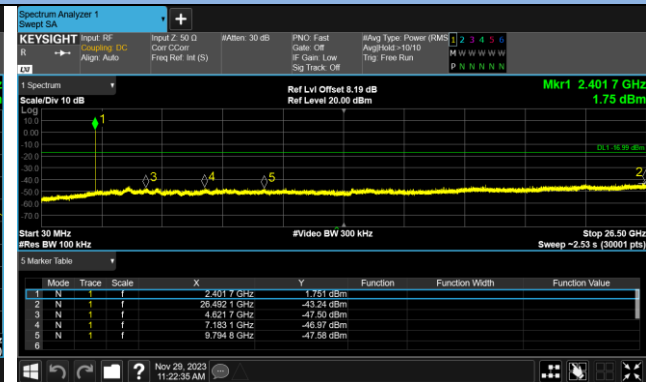 Spectrum Analyzer 1
Swept SA
+
KEYSIGHT Input: RF Input Z: 50 Ω #Atten: 30 dB PNO: Fast #Avg Type: Power (RMS 1 2 3 4 5 6
R Coupling: DC Corr CCorr Gate: Off Avg|Hold:>10/10 M W W W W W
Align: Auto Freq Ref: Int (S) IF Gain: Low Trig: Free Run
LXI Sig Track: Off P N N N N N
1 Spectrum Ref Lvl Offset 8.19 dB Mkr1 2.401 7 GHz
Scale/Div 10 dB Ref Level 20.00 dBm 1.75 dBm
Log
10.0 1
0.00
-10.0
DL1 -16.99 dBm
-20.0
-30.0
-40.0 3 4 5 2
-50.0
-60.0
-70.0
Start 30 MHz #Video BW 300 kHz Stop 26.50 GHz
#Res BW 100 kHz Sweep ~2.53 s (30001 pts)
5 Marker Table
Mode Trace Scale X Y Function Function Width Function Value
1 N 1 f 2.401 7 GHz 1.751 dBm
2 N 1 f 26.492 1 GHz -43.24 dBm
3 N 1 f 4.621 7 GHz -47.50 dBm
4 N 1 f 7.183 1 GHz -46.97 dBm
5 N 1 f 9.794 8 GHz -47.58 dBm
6
? Nov 29, 2023
11:22:35 AM